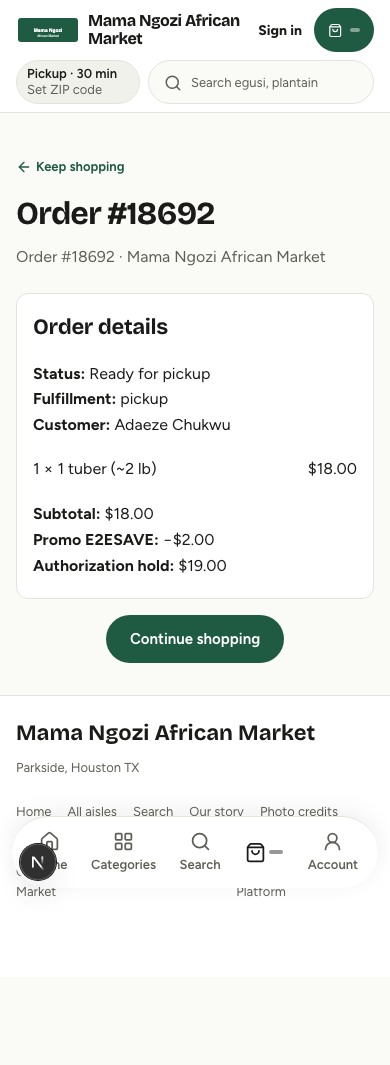 Mama Ngozi
African Market
Mama Ngozi African
Market
Sign in
Pickup · 30 min
Set ZIP code
Search egusi, plantain
Keep shopping
Order #18692
Order #18692 · Mama Ngozi African Market
Order details
Status: Ready for pickup
Fulfillment: pickup
Customer: Adaeze Chukwu
1 × 1 tuber (~2 lb) $18.00
Subtotal: $18.00
Promo E2ESAVE: −$2.00
Authorization hold: $19.00
Continue shopping
Mama Ngozi African Market
Parkside, Houston TX
Home All aisles Search Our story Photo credits
N
Categories Search Account
Market Platform